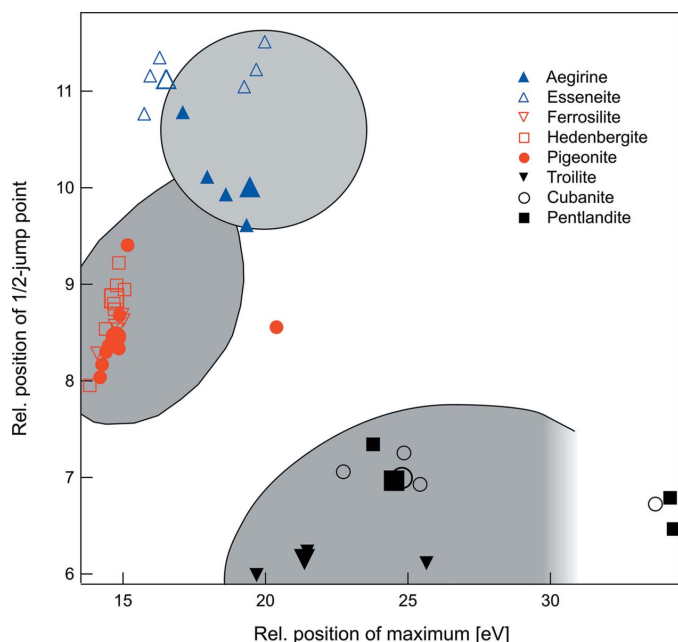 Rel. position of 1/2-jump point
11
10
9
8
7
6
Aegirine
Esseneite
Ferrosilite
Hedenbergite
Pigeonite
Troilite
Cubanite
Pentlandite
15
20
25
30
Rel. position of maximum [eV]